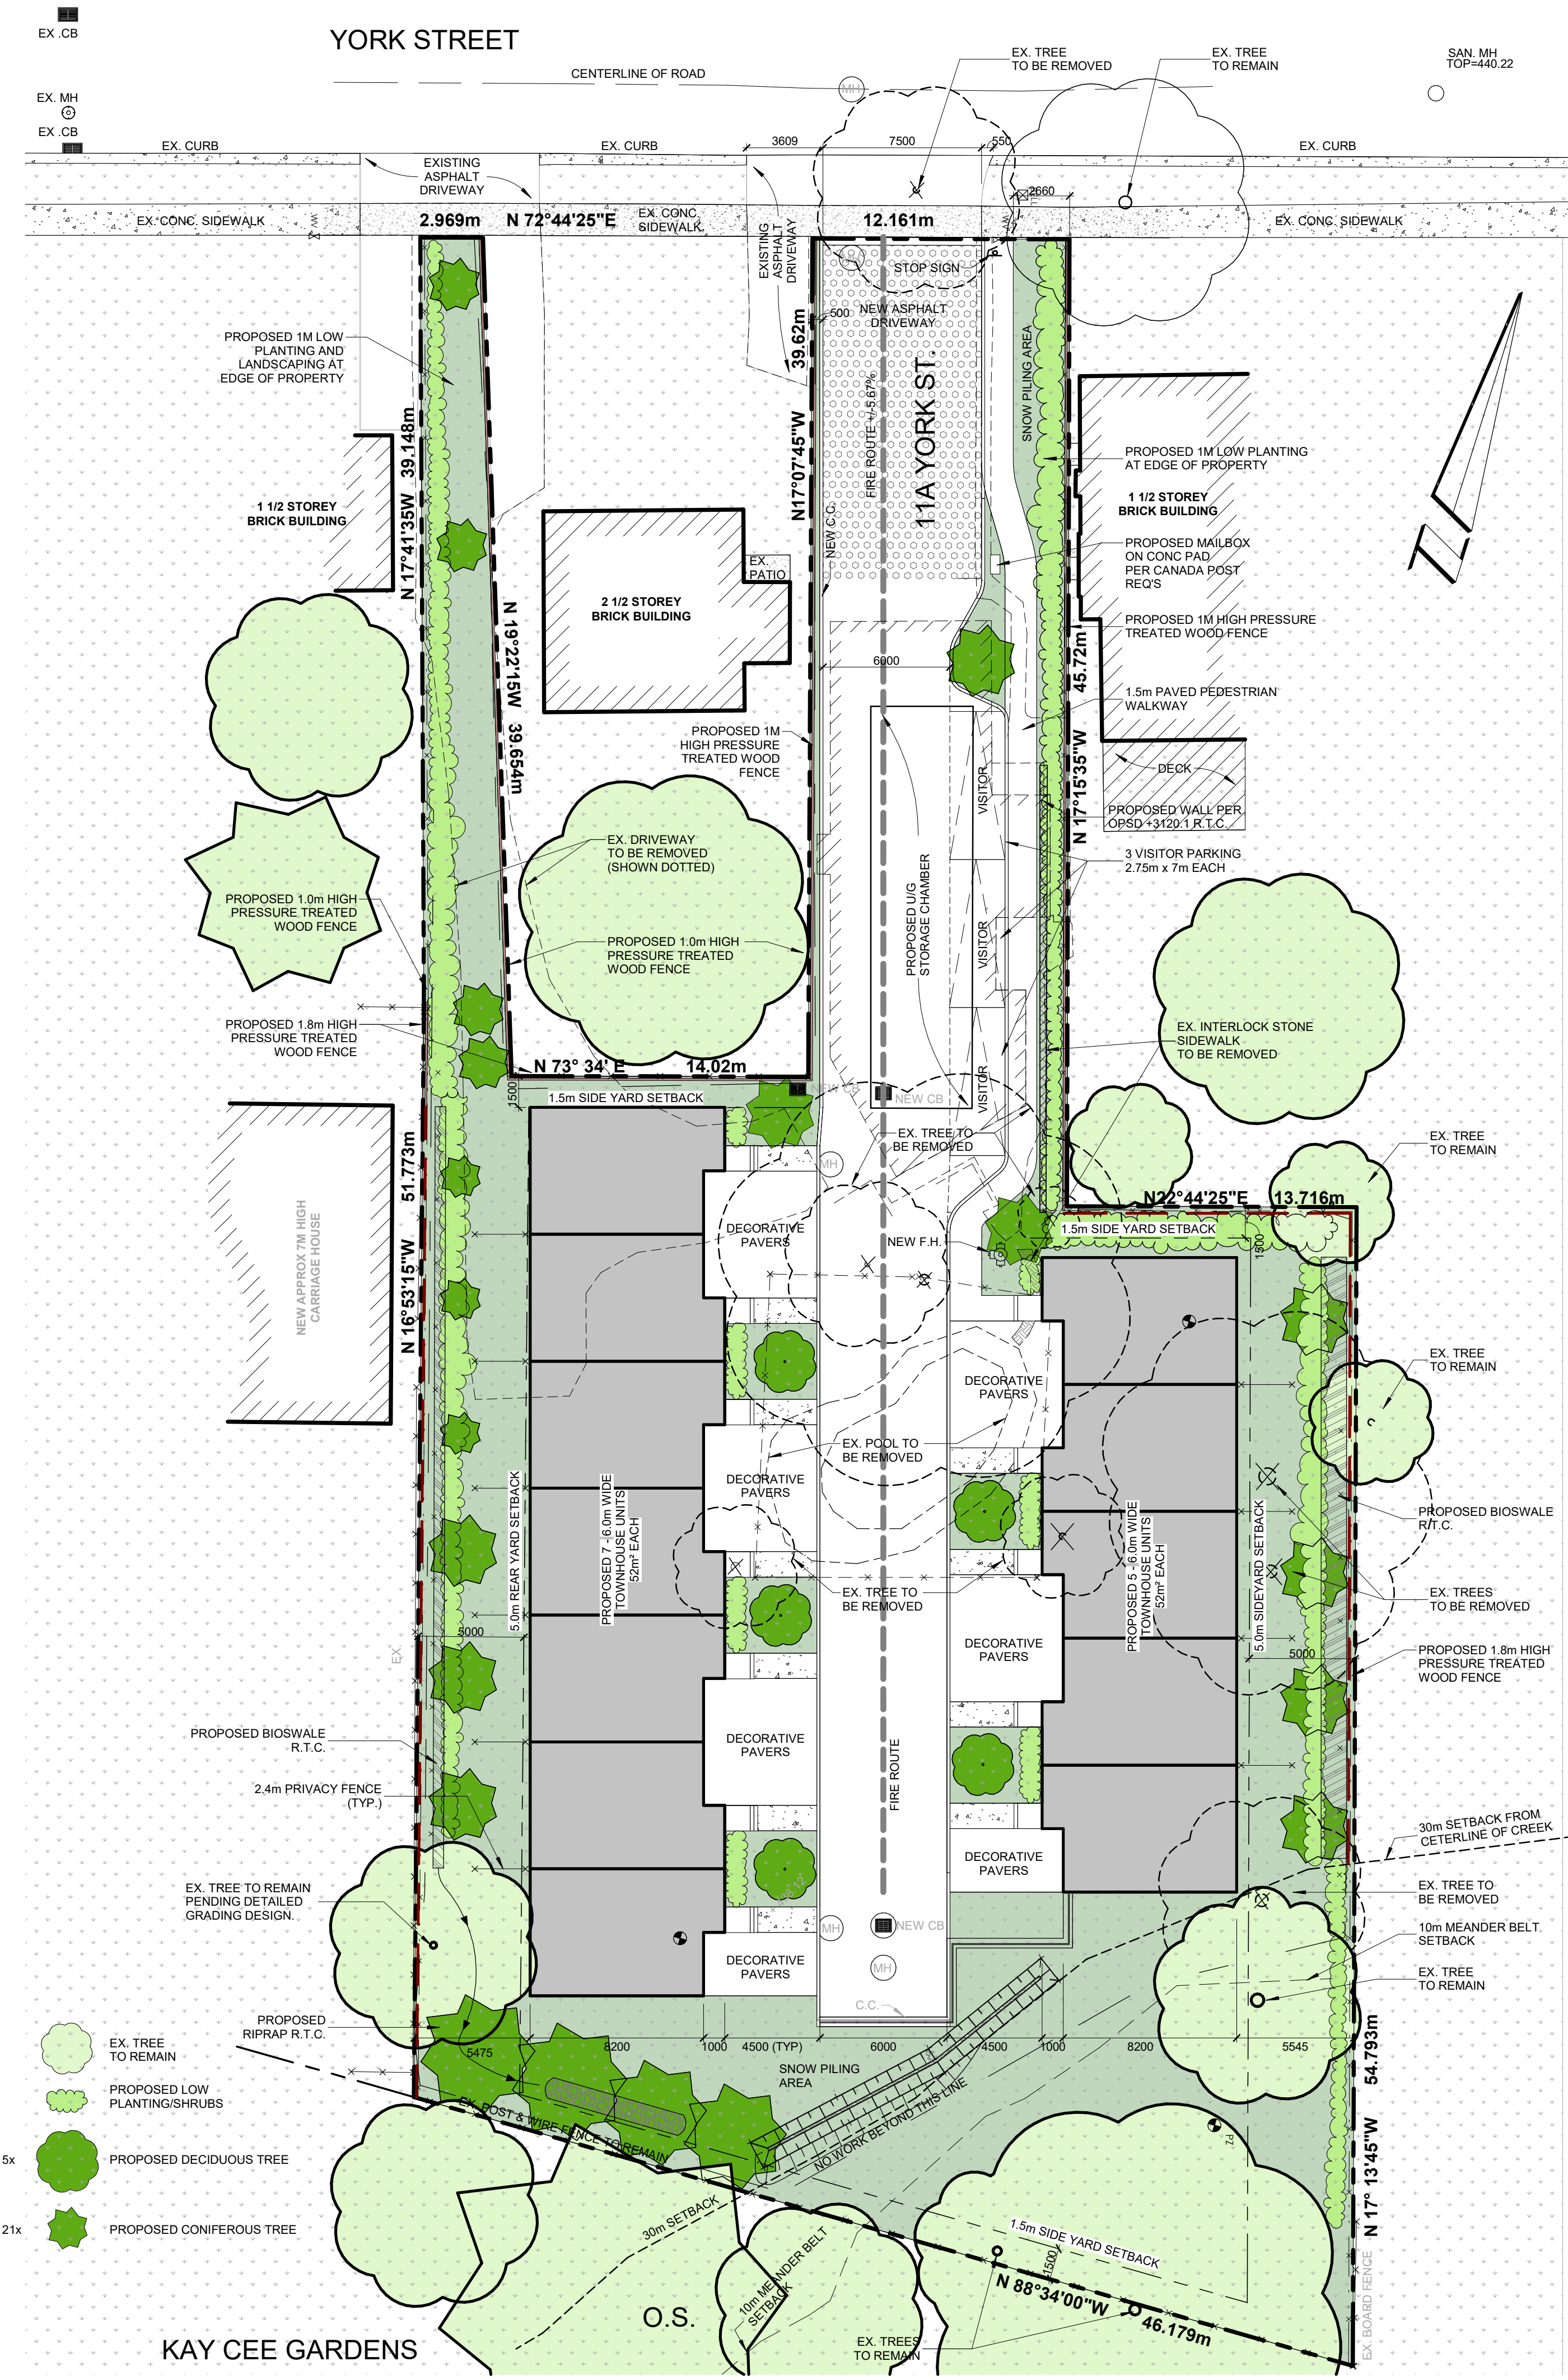 EX .CB
YORK STREET
EX. TREE
TO BE REMOVED
EX. TREE
TO REMAIN
SAN. MH
TOP=440.22
CENTERLINE OF ROAD
MH
EX. MH
EX .CB
EX. CURB
EX. CURB
3609
7500
550
EX. CURB
EXISTING
ASPHALT
DRIVEWAY
2660
EX. CONC. SIDEWALK
2.969m
N 72°44'25"E
EX. CONC.
SIDEWALK
12.161m
EX. CONC. SIDEWALK
EXISTING
ASPHALT
DRIVEWAY
STOP SIGN
NEW ASPHALT
DRIVEWAY
500
PROPOSED 1M LOW
PLANTING AND
LANDSCAPING AT
EDGE OF PROPERTY
39.62m
N17°07'45"W
FIRE ROUTE +/-5.67%
11A YORK ST.
SNOW PILING AREA
N 17°41'35W 39.148m
1 1/2 STOREY
BRICK BUILDING
PROPOSED 1M LOW PLANTING
AT EDGE OF PROPERTY
1 1/2 STOREY
BRICK BUILDING
NEW C.C.
PROPOSED MAILBOX
ON CONC PAD
PER CANADA POST
REQ'S
EX.
PATIO
2 1/2 STOREY
BRICK BUILDING
N 19°22'15W 39.654m
PROPOSED 1M HIGH PRESSURE
TREATED WOOD FENCE
6000
45.72m
N 17°15'35"W
1.5m PAVED PEDESTRIAN
WALKWAY
PROPOSED 1M
HIGH PRESSURE
TREATED WOOD
FENCE
DECK
VISITOR
PROPOSED WALL PER
OPSD +3120.1 R.T.C.
EX. DRIVEWAY
TO BE REMOVED
(SHOWN DOTTED)
3 VISITOR PARKING
2.75m x 7m EACH
PROPOSED U/G
STORAGE CHAMBER
PROPOSED 1.0m HIGH
PRESSURE TREATED
WOOD FENCE
PROPOSED 1.0m HIGH
PRESSURE TREATED
WOOD FENCE
VISITOR
PROPOSED 1.8m HIGH
PRESSURE TREATED
WOOD FENCE
EX. INTERLOCK STONE
SIDEWALK
TO BE REMOVED
N 73° 34' E
14.02m
VISITOR
1500
1.5m SIDE YARD SETBACK
NEW CB
NEW CB
EX. TREE TO
BE REMOVED
EX. TREE
TO REMAIN
MH
51.773m
N 16°53'15"W
N22°44'25"E
13.716m
NEW APPROX 7M HIGH
CARRIAGE HOUSE
DECORATIVE
PAVERS
NEW F.H.
1.5m SIDE YARD SETBACK
1500
EX. TREE
TO REMAIN
DECORATIVE
PAVERS
EX. POOL TO
BE REMOVED
DECORATIVE
PAVERS
5.0m REAR YARD SETBACK
PROPOSED 7 - 6.0m WIDE
TOWNHOUSE UNITS
52m² EACH
PROPOSED 5 - 6.0m WIDE
TOWNHOUSE UNITS
52m² EACH
5.0m SIDEYARD SETBACK
PROPOSED BIOSWALE
R.T.C.
EX. TREE TO
BE REMOVED
EX. TREES
TO BE REMOVED
5000
EX
DECORATIVE
PAVERS
5000
PROPOSED 1.8m HIGH
PRESSURE TREATED
WOOD FENCE
PROPOSED BIOSWALE
R.T.C.
DECORATIVE
PAVERS
FIRE ROUTE
2.4m PRIVACY FENCE
(TYP.)
30m SETBACK FROM
CETERLINE OF CREEK
DECORATIVE
PAVERS
EX. TREE TO REMAIN
PENDING DETAILED
GRADING DESIGN.
EX. TREE TO
BE REMOVED
MH
NEW CB
10m MEANDER BELT
SETBACK
DECORATIVE
PAVERS
MH
EX. TREE
TO REMAIN
C.C.
PROPOSED
RIPRAP R.T.C.
EX. TREE
TO REMAIN
5475
8200
1000
4500 (TYP)
6000
4500
1000
8200
5545
SNOW PILING
AREA
54.793m
N 17° 13'45"W
PROPOSED LOW
PLANTING/SHRUBS
EX. POST & WIRE FENCE TO REMAIN
NO WORK BEYOND THIS LINE
PZ
5x
PROPOSED DECIDUOUS TREE
21x
PROPOSED CONIFEROUS TREE
30m SETBACK
1.5m SIDE YARD SETBACK
1500
10m MEANDER BELT
SETBACK
N 88°34'00"W
46.179m
EX. BOARD FENCE
O.S.
EX. TREES
TO REMAIN
KAY CEE GARDENS